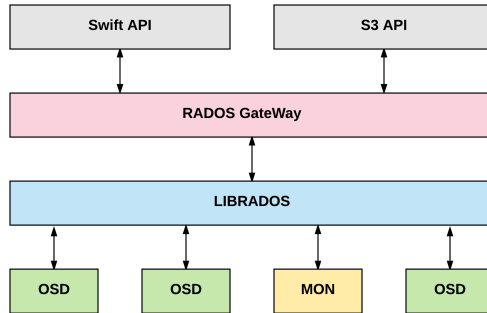 Swift API
S3 API
RADOS GateWay
LIBRADOS
OSD
OSD
MON
OSD